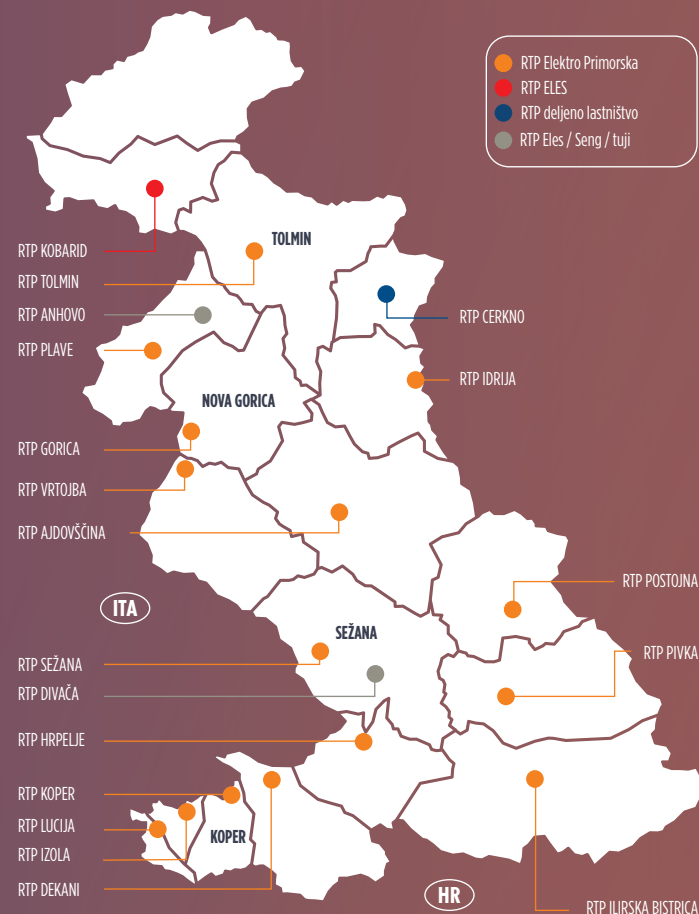 RTP Elektro Primorska
RTP ELES
RTP deljeno lastništvo
RTP Eles / Seng / tuji
TOLMIN
RTP KOBARID
RTP TOLMIN
RTP ANHOVO
RTP CERKNO
RTP PLAVE
RTP IDRIJA
NOVA GORICA
RTP GORICA
RTP VRTOJBA
RTP AJDOVŠČINA
RTP POSTOJNA
ITA
SEŽANA
RTP PIVKA
RTP SEŽANA
RTP DIVAČA
RTP HRPELJE
RTP KOPER
RTP LUCIJA
KOPER
RTP IZOLA
RTP DEKANI
HR
RTP ILIRSKA BISTRICA